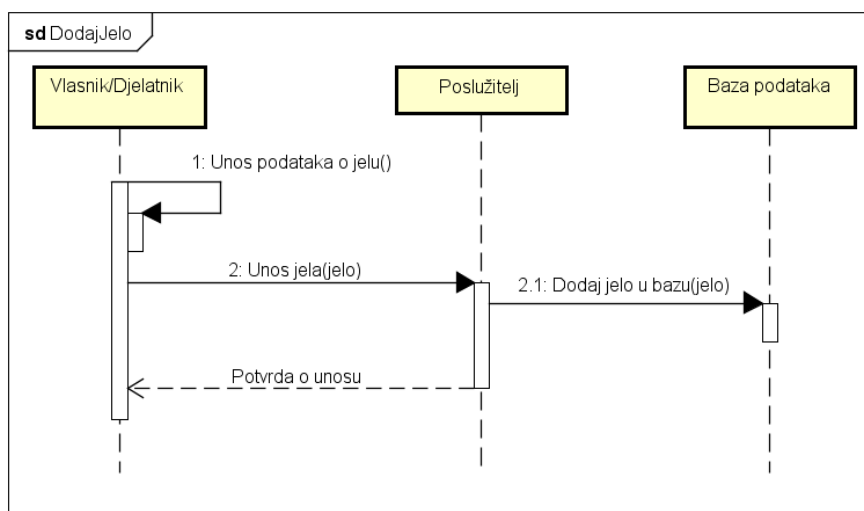 sd DodajJelo
Vlasnik/Djelatnik
Poslužitelj
Baza podataka
1: Unos podataka o jelu()
2: Unos jela(jelo)
2.1: Dodaj jelo u bazu(jelo)
Potvrda o unosu